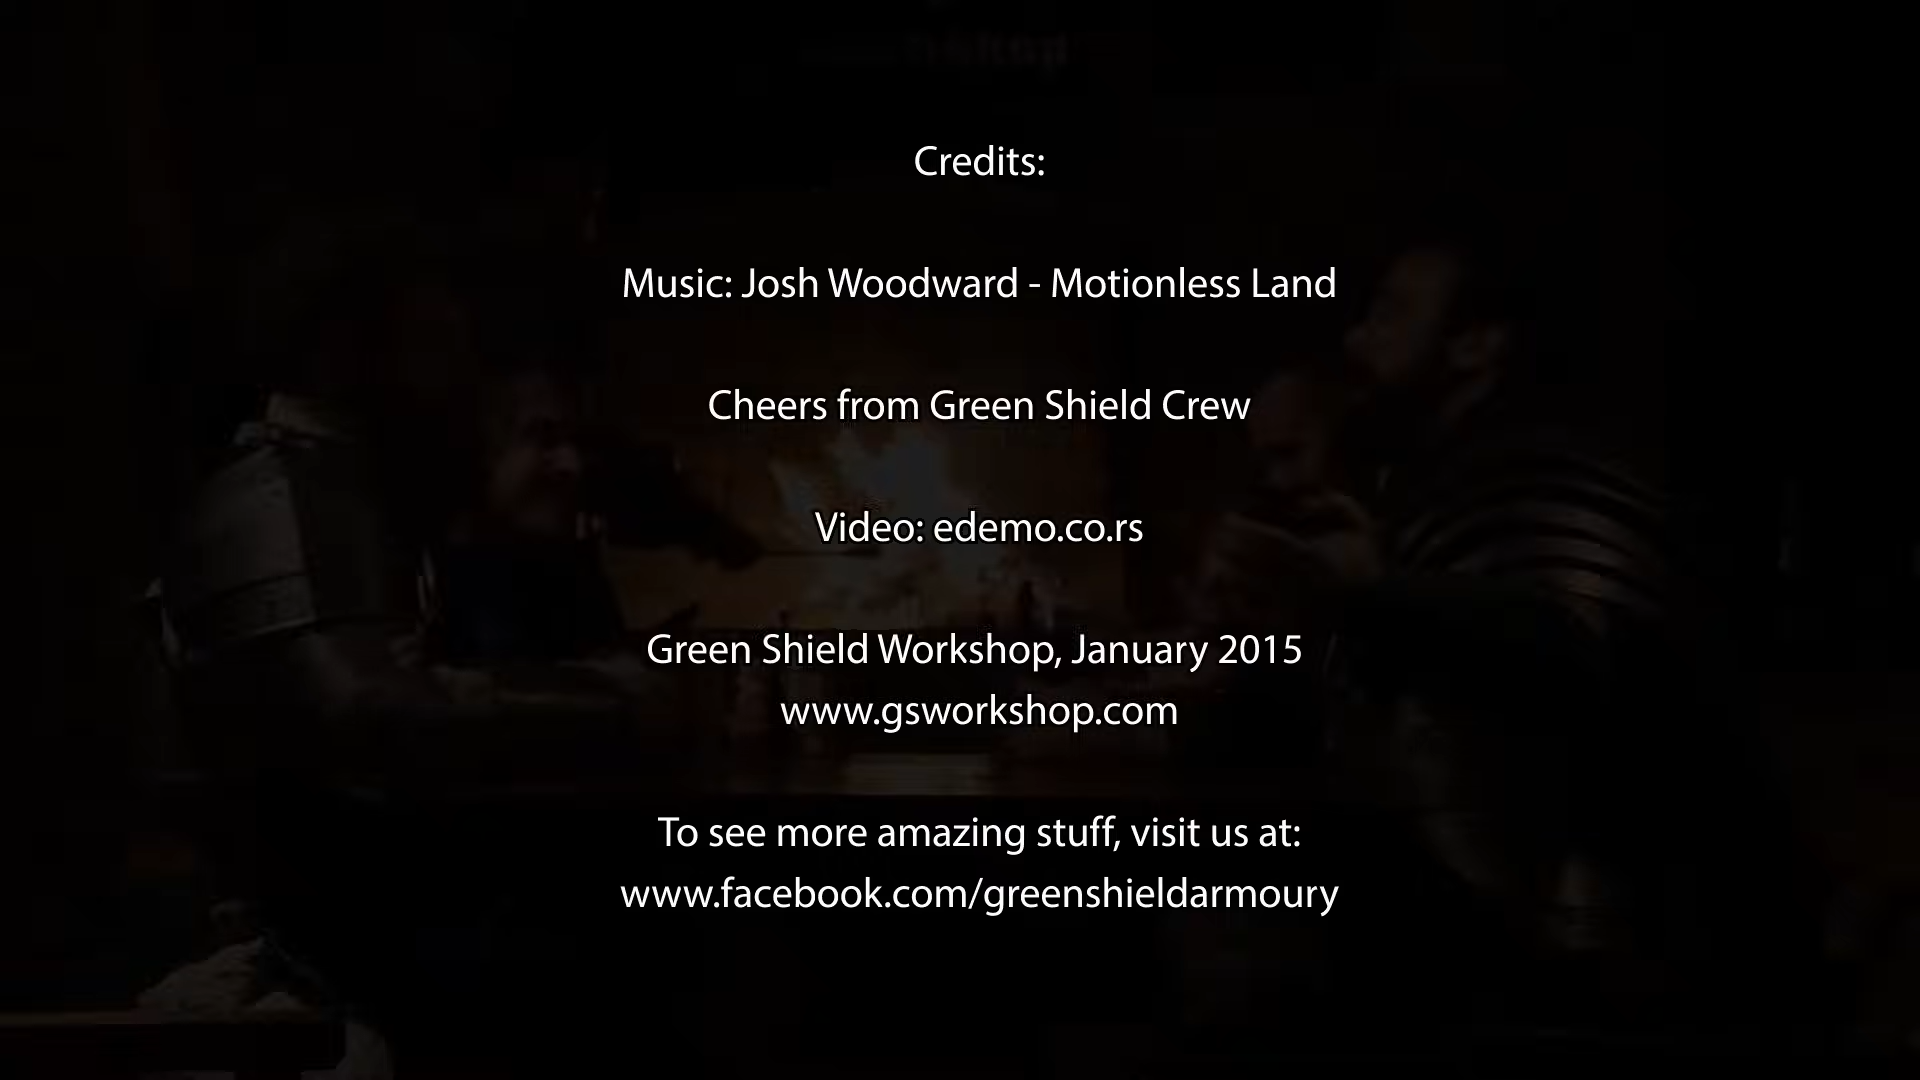 Credits:
Music: Josh Woodward - Motionless Land
Cheers from Green Shield Crew
Video: edemo.co.rs
Green Shield Workshop, January 2015
www.gsworkshop.com
To see more amazing stuff, visit us at:
www.facebook.com/greenshieldarmoury